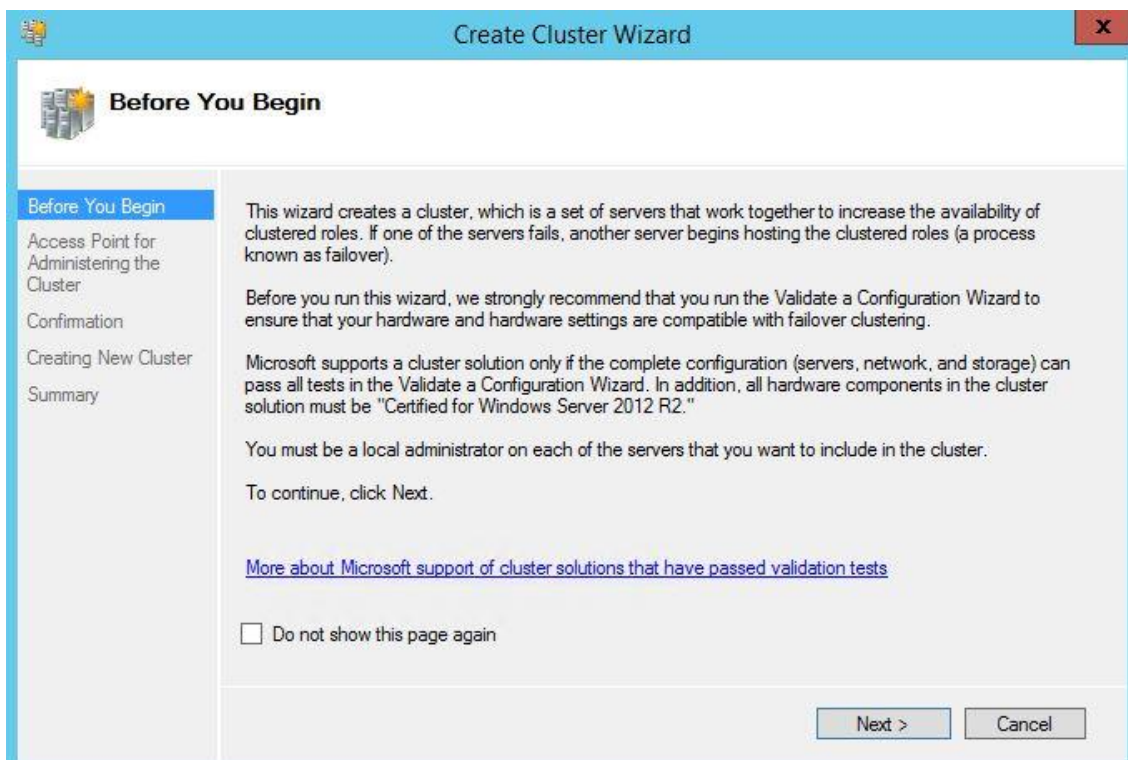 Create Cluster Wizard
x
Before You Begin
Before You Begin
Access Point for
Administering the
Cluster
Confirmation
Creating New Cluster
Summary
This wizard creates a cluster, which is a set of servers that work together to increase the availability of
clustered roles. If one of the servers fails, another server begins hosting the clustered roles (a process
known as failover).
Before you run this wizard, we strongly recommend that you run the Validate a Configuration Wizard to
ensure that your hardware and hardware settings are compatible with failover clustering.
Microsoft supports a cluster solution only if the complete configuration (servers, network, and storage) can
pass all tests in the Validate a Configuration Wizard. In addition, all hardware components in the cluster
solution must be "Certified for Windows Server 2012 R2."
You must be a local administrator on each of the servers that you want to include in the cluster.
To continue, click Next.
More about Microsoft support of cluster solutions that have passed validation tests
Do not show this page again
Next >
Cancel